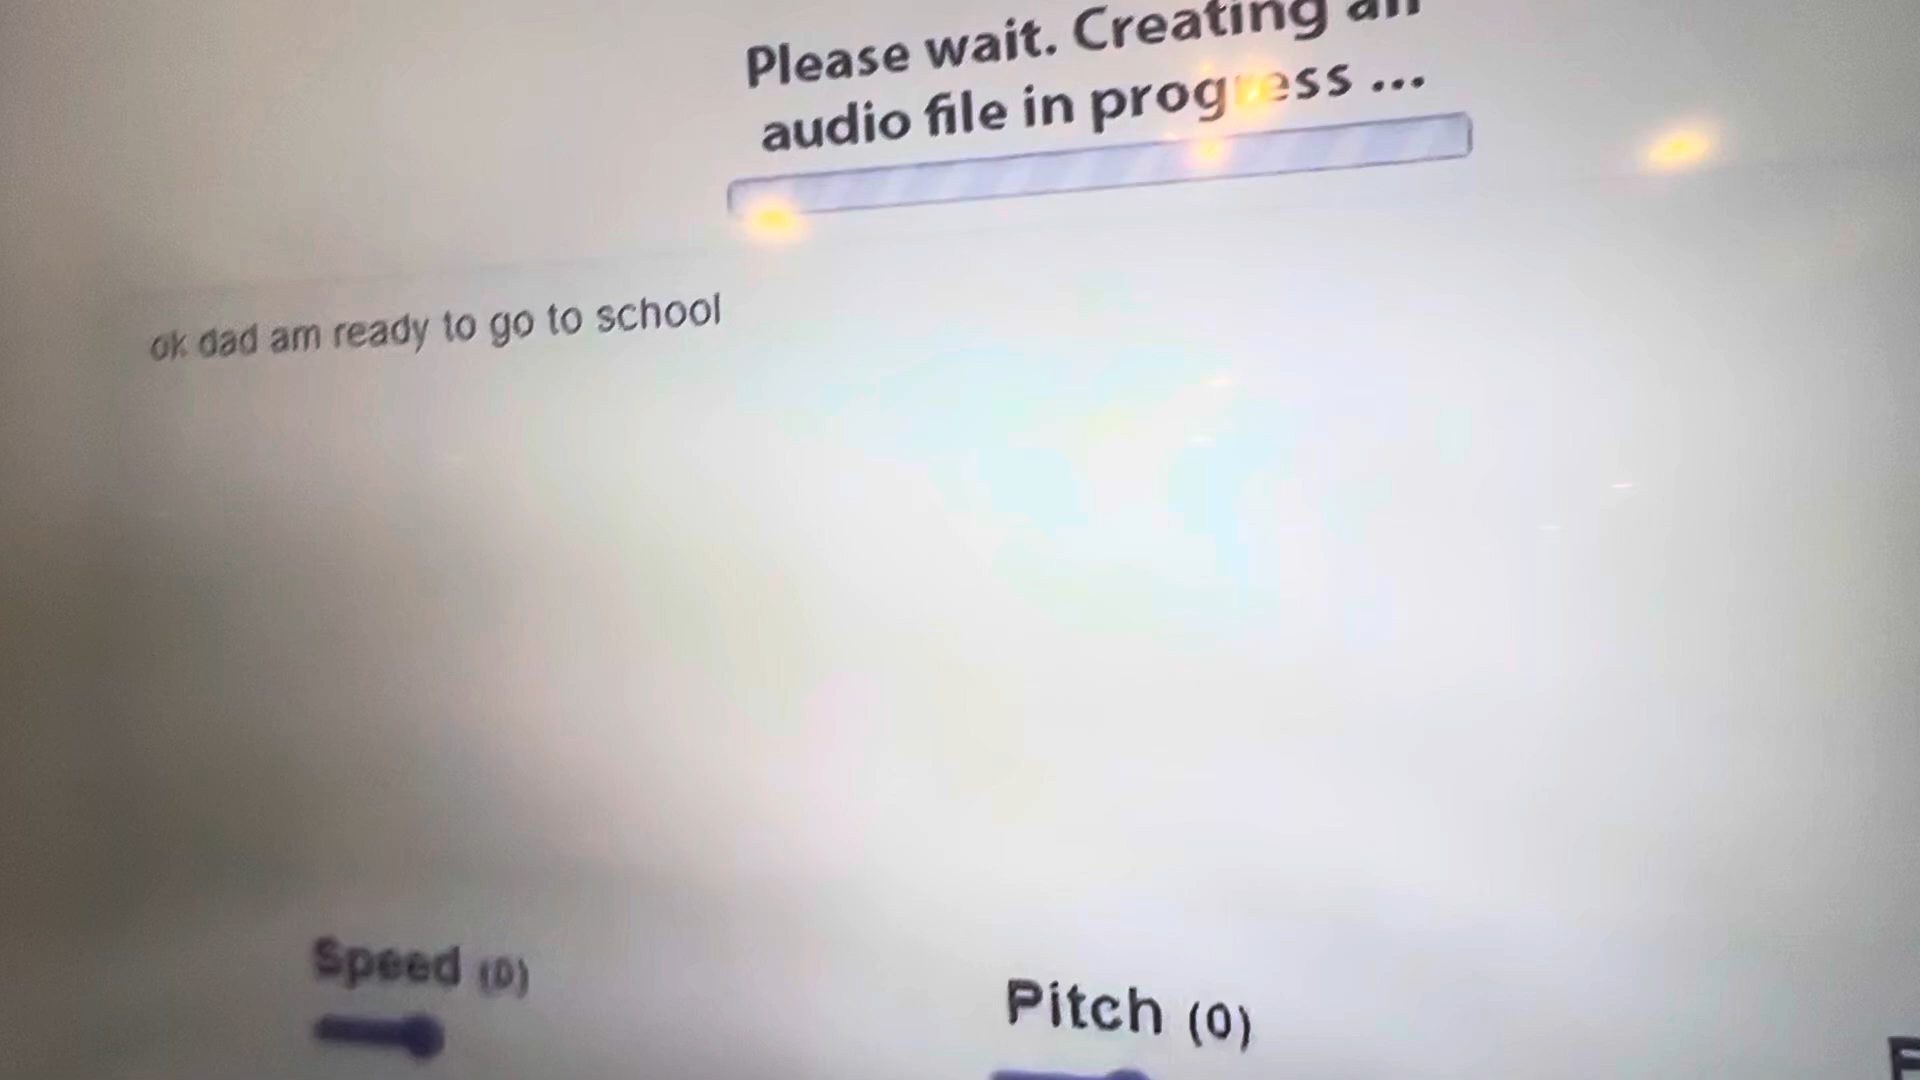 Please wait. Creating an
audio file in progress ...
ok dad am ready to go to school
Speed (0)
Pitch (0)